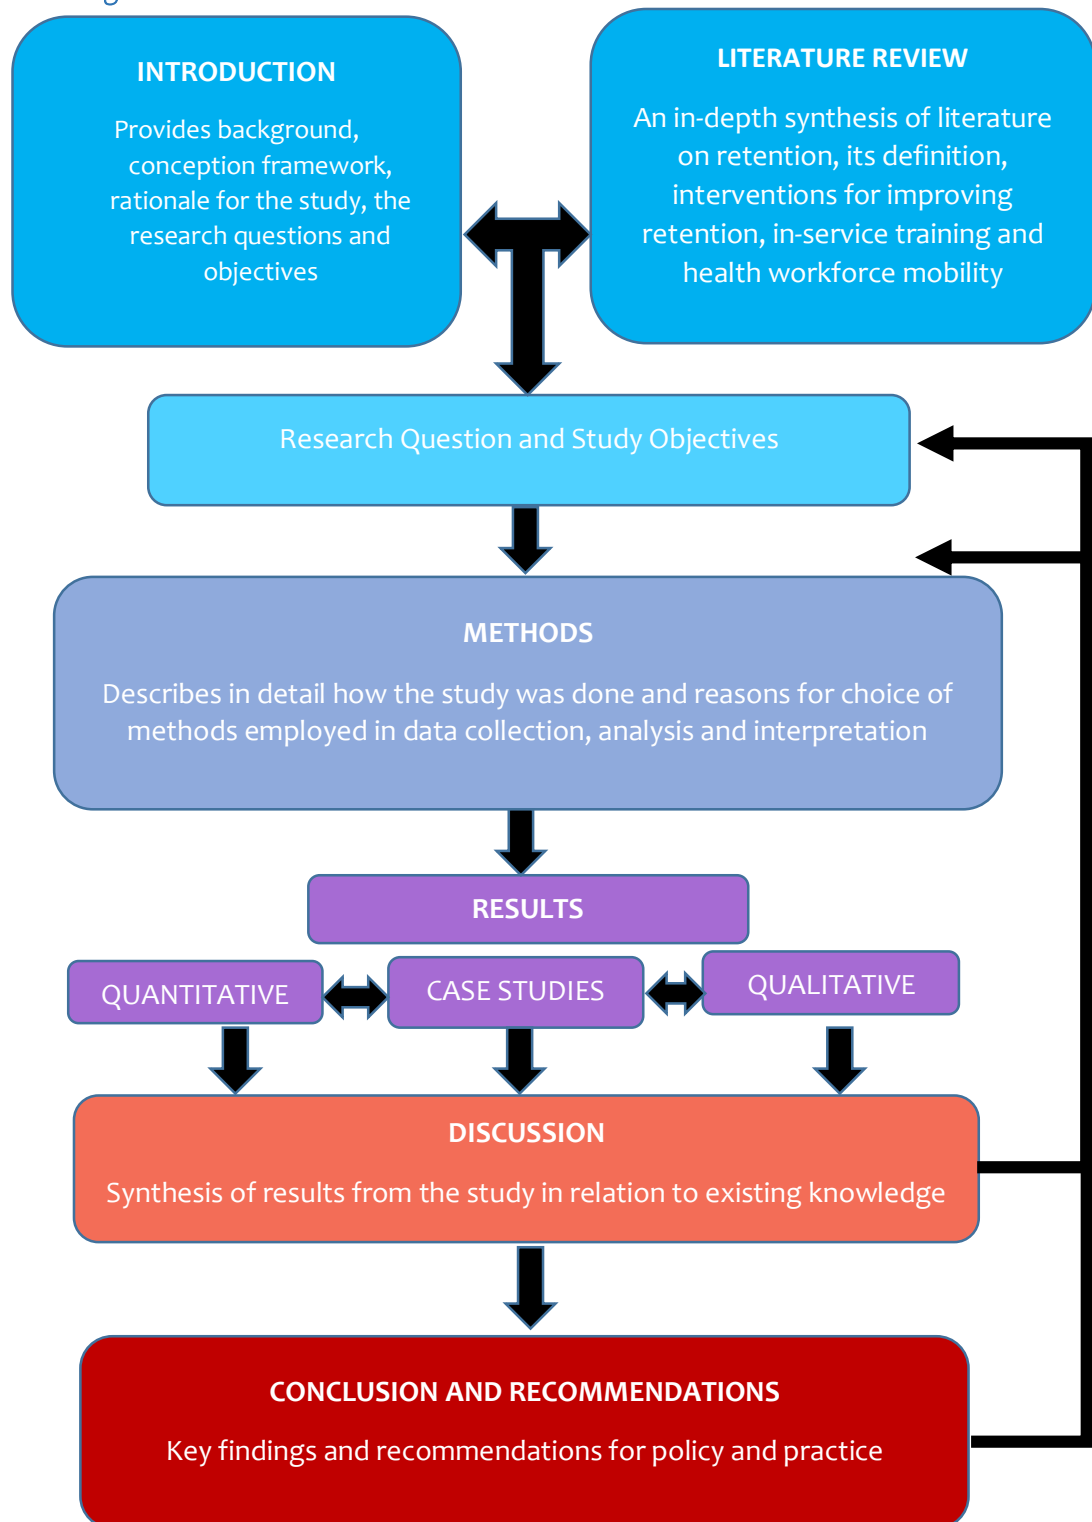 INTRODUCTION
Provides background,
conception framework,
rationale for the study, the
research questions and
objectives
LITERATURE REVIEW
An in-depth synthesis of literature
on retention, its definition,
interventions for improving
retention, in-service training and
health workforce mobility
Research Question and Study Objectives
METHODS
Describes in detail how the study was done and reasons for choice of
methods employed in data collection, analysis and interpretation
RESULTS
QUANTITATIVE
CASE STUDIES
QUALITATIVE
DISCUSSION
Synthesis of results from the study in relation to existing knowledge
CONCLUSION AND RECOMMENDATIONS
Key findings and recommendations for policy and practice